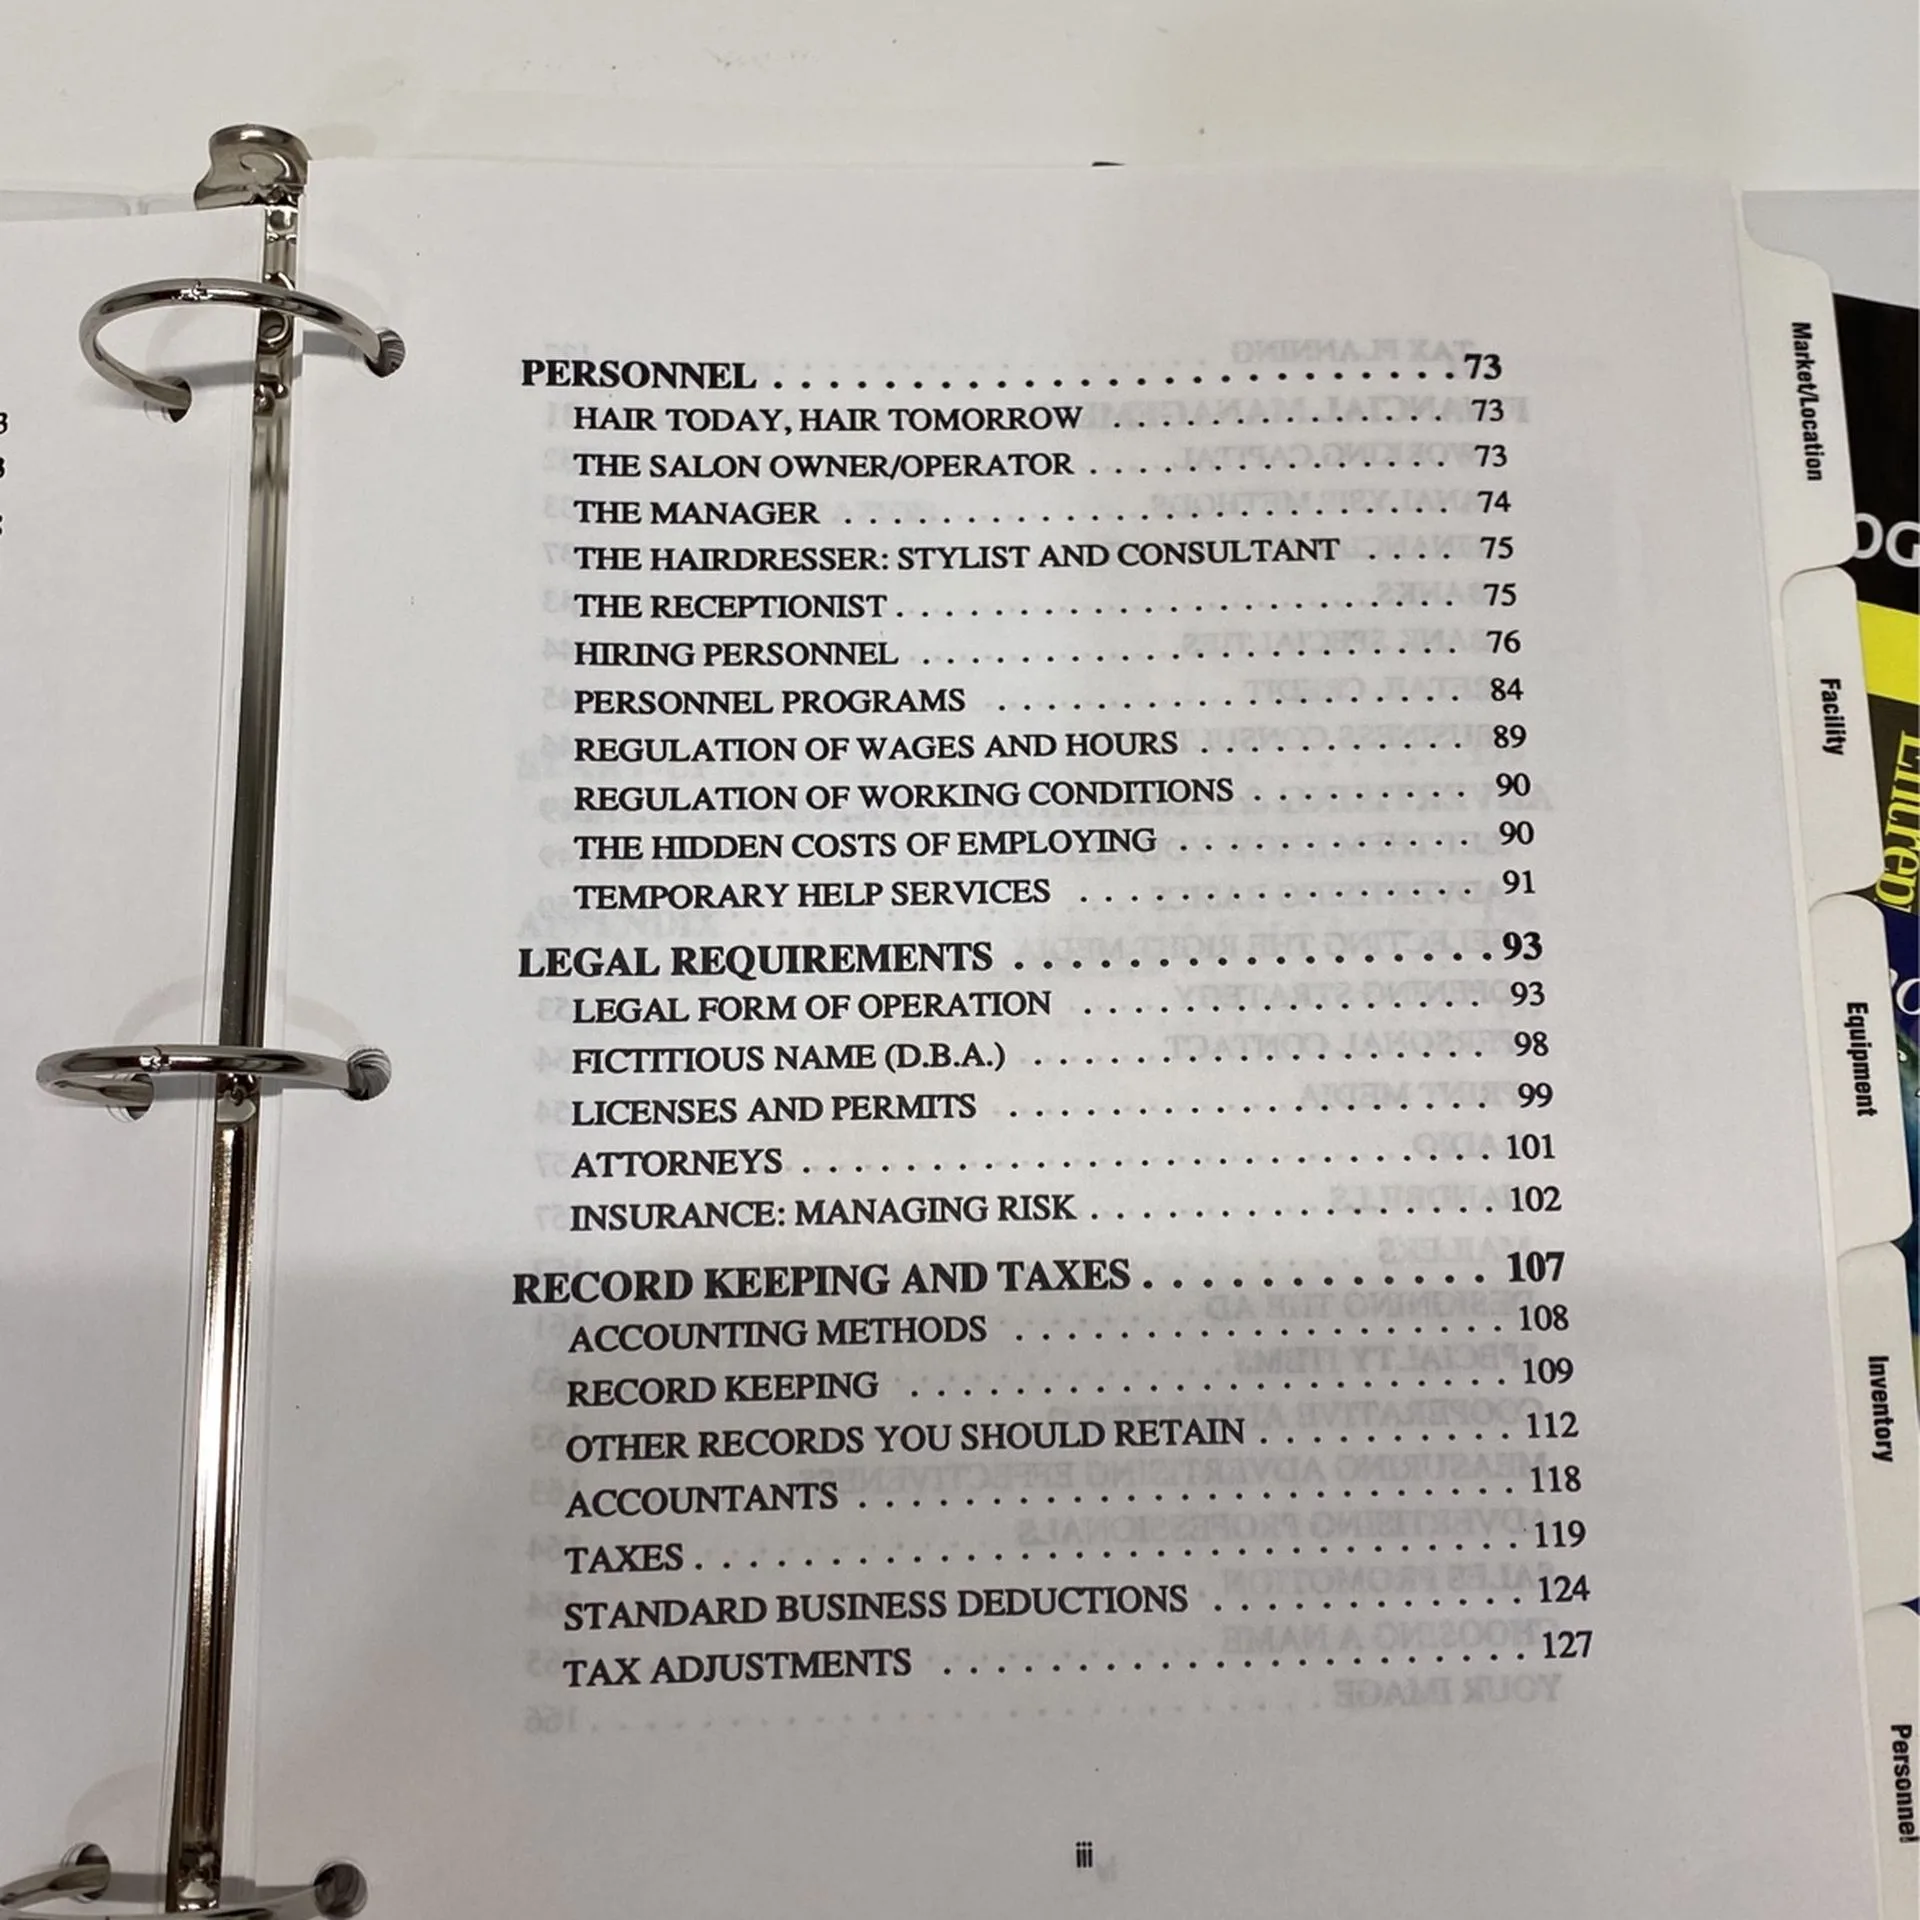 PERSONNEL . . . . . . . . . . . . . . . . . . . . . . . . . 73
HAIR TODAY, HAIR TOMORROW . . . . . . . . . . . . . . 73
THE SALON OWNER/OPERATOR . . . . . . . . . . . . . . 73
THE MANAGER . . . . . . . . . . . . . . . . . . . . . . . . 74
THE HAIRDRESSER: STYLIST AND CONSULTANT . . . . 75
THE RECEPTIONIST . . . . . . . . . . . . . . . . . . . . . . 75
HIRING PERSONNEL . . . . . . . . . . . . . . . . . . . . . 76
PERSONNEL PROGRAMS . . . . . . . . . . . . . . . . . . 84
REGULATION OF WAGES AND HOURS . . . . . . . . . . . 89
REGULATION OF WORKING CONDITIONS . . . . . . . . . 90
THE HIDDEN COSTS OF EMPLOYING . . . . . . . . . . . . 90
TEMPORARY HELP SERVICES . . . . . . . . . . . . . . . . 91
LEGAL REQUIREMENTS . . . . . . . . . . . . . . . . . 93
LEGAL FORM OF OPERATION . . . . . . . . . . . . . . . . 93
FICTITIOUS NAME (D.B.A.) . . . . . . . . . . . . . . . . . . 98
LICENSES AND PERMITS . . . . . . . . . . . . . . . . . . . 99
ATTORNEYS . . . . . . . . . . . . . . . . . . . . . . . . . . . 101
INSURANCE: MANAGING RISK . . . . . . . . . . . . . . . . 102
RECORD KEEPING AND TAXES . . . . . . . . . . . . 107
ACCOUNTING METHODS . . . . . . . . . . . . . . . . . . . 108
RECORD KEEPING . . . . . . . . . . . . . . . . . . . . . . . 109
OTHER RECORDS YOU SHOULD RETAIN . . . . . . . . . . 112
ACCOUNTANTS . . . . . . . . . . . . . . . . . . . . . . . . . 118
TAXES . . . . . . . . . . . . . . . . . . . . . . . . . . . . . . . 119
STANDARD BUSINESS DEDUCTIONS . . . . . . . . . . . . 124
TAX ADJUSTMENTS . . . . . . . . . . . . . . . . . . . . . . 127
iii
Market/Location
Facility
Equipment
Inventory
Personnel